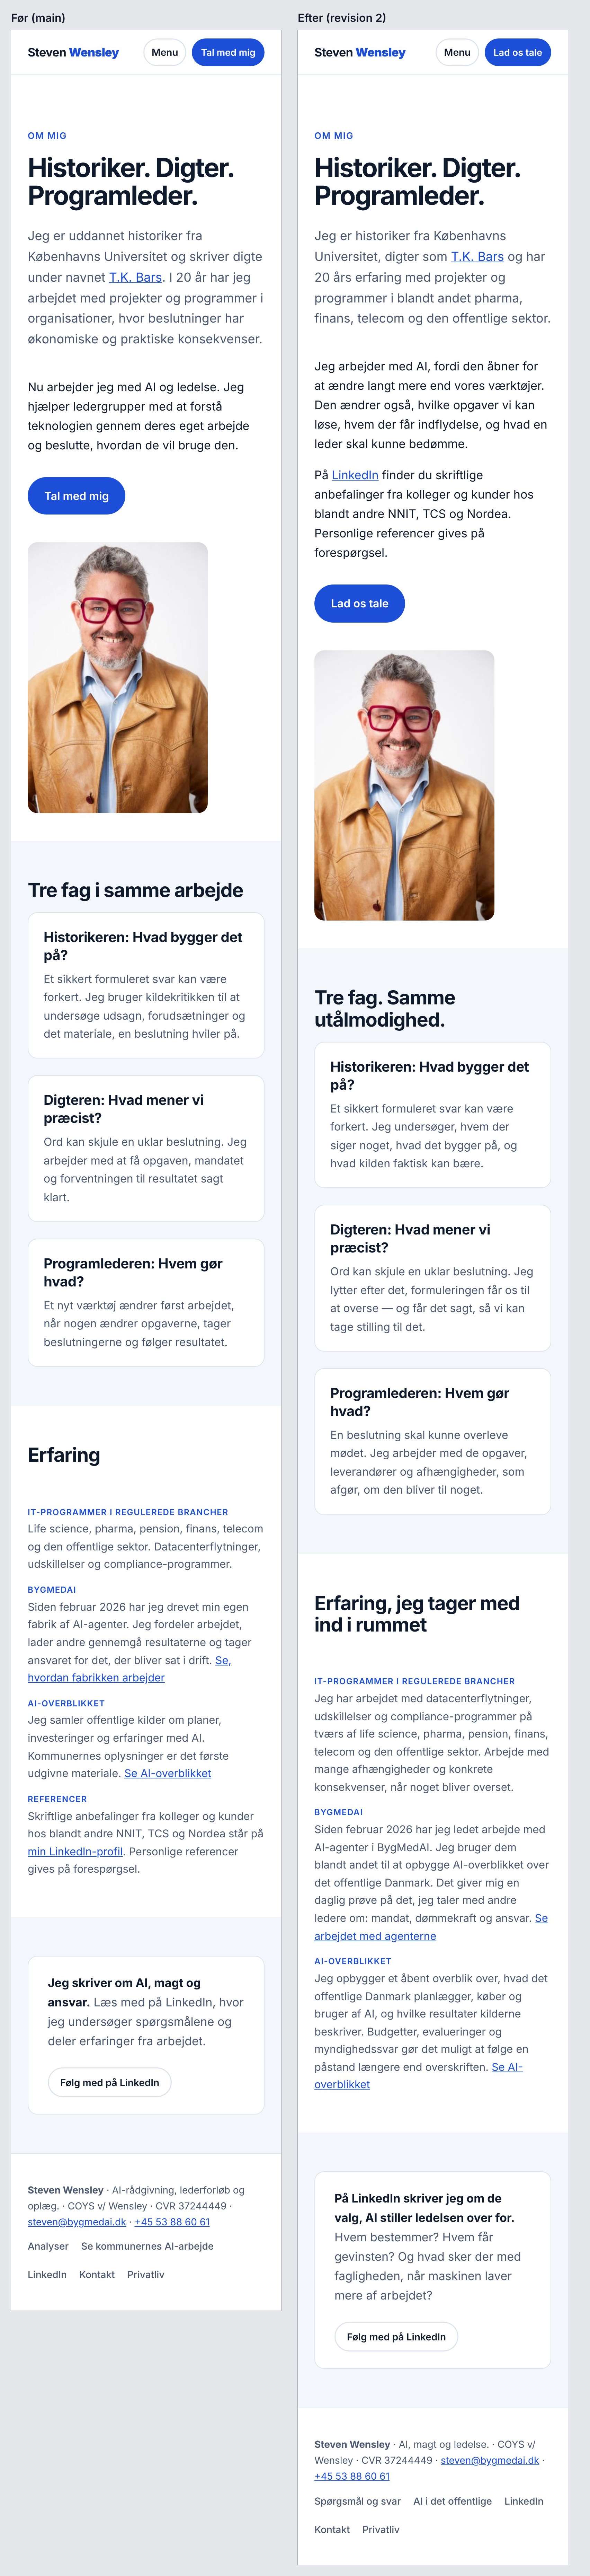 Før (main)
Steven Wensley
Menu
Tal med mig
OM MIG
Historiker. Digter.
Programleder.
Jeg er uddannet historiker fra
Københavns Universitet og skriver digte
under navnet T.K. Bars. I 20 år har jeg
arbejdet med projekter og programmer i
organisationer, hvor beslutninger har
økonomiske og praktiske konsekvenser.
Nu arbejder jeg med AI og ledelse. Jeg
hjælper ledergrupper med at forstå
teknologien gennem deres eget arbejde
og beslutte, hvordan de vil bruge den.
Tal med mig
Tre fag i samme arbejde
Historikeren: Hvad bygger det
på?
Et sikkert formuleret svar kan være
forkert. Jeg bruger kildekritikken til at
undersøge udsagn, forudsætninger og
det materiale, en beslutning hviler på.
Digteren: Hvad mener vi
præcist?
Ord kan skjule en uklar beslutning. Jeg
arbejder med at få opgaven, mandatet
og forventningen til resultatet sagt
klart.
Programlederen: Hvem gør
hvad?
Et nyt værktøj ændrer først arbejdet,
når nogen ændrer opgaverne, tager
beslutningerne og følger resultatet.
Erfaring
IT-PROGRAMMER I REGULEREDE BRANCHER
Life science, pharma, pension, finans, telecom
og den offentlige sektor. Datacenterflytninger,
udskillelser og compliance-programmer.
BYGMEDAI
Siden februar 2026 har jeg drevet min egen
fabrik af AI-agenter. Jeg fordeler arbejdet,
lader andre gennemgå resultaterne og tager
ansvaret for det, der bliver sat i drift. Se,
hvordan fabrikken arbejder
AI-OVERBLIKKET
Jeg samler offentlige kilder om planer,
investeringer og erfaringer med AI.
Kommunernes oplysninger er det første
udgivne materiale. Se AI-overblikket
REFERENCER
Skriftlige anbefalinger fra kolleger og kunder
hos blandt andre NNIT, TCS og Nordea står på
min LinkedIn-profil. Personlige referencer
gives på forespørgsel.
Jeg skriver om AI, magt og
ansvar. Læs med på LinkedIn, hvor
jeg undersøger spørgsmålene og
deler erfaringer fra arbejdet.
Følg med på LinkedIn
Steven Wensley · AI-rådgivning, lederforløb og
oplæg. · COYS v/ Wensley · CVR 37244449 ·
steven@bygmedai.dk · +45 53 88 60 61
Analyser Se kommunernes AI-arbejde
LinkedIn Kontakt Privatliv
Efter (revision 2)
Steven Wensley
Menu
Lad os tale
OM MIG
Historiker. Digter.
Programleder.
Jeg er historiker fra Københavns
Universitet, digter som T.K. Bars og har
20 års erfaring med projekter og
programmer i blandt andet pharma,
finans, telecom og den offentlige sektor.
Jeg arbejder med AI, fordi den åbner for
at ændre langt mere end vores værktøjer.
Den ændrer også, hvilke opgaver vi kan
løse, hvem der får indflydelse, og hvad en
leder skal kunne bedømme.
På LinkedIn finder du skriftlige
anbefalinger fra kolleger og kunder hos
blandt andre NNIT, TCS og Nordea.
Personlige referencer gives på
forespørgsel.
Lad os tale
Tre fag. Samme
utålmodighed.
Historikeren: Hvad bygger det
på?
Et sikkert formuleret svar kan være
forkert. Jeg undersøger, hvem der
siger noget, hvad det bygger på, og
hvad kilden faktisk kan bære.
Digteren: Hvad mener vi
præcist?
Ord kan skjule en uklar beslutning. Jeg
lytter efter det, formuleringen får os til
at overse — og får det sagt, så vi kan
tage stilling til det.
Programlederen: Hvem gør
hvad?
En beslutning skal kunne overleve
mødet. Jeg arbejder med de opgaver,
leverandører og afhængigheder, som
afgør, om den bliver til noget.
Erfaring, jeg tager med
ind i rummet
IT-PROGRAMMER I REGULEREDE BRANCHER
Jeg har arbejdet med datacenterflytninger,
udskillelser og compliance-programmer på
tværs af life science, pharma, pension, finans,
telecom og den offentlige sektor. Arbejde med
mange afhængigheder og konkrete
konsekvenser, når noget bliver overset.
BYGMEDAI
Siden februar 2026 har jeg ledet arbejde med
AI-agenter i BygMedAI. Jeg bruger dem
blandt andet til at opbygge AI-overblikket over
det offentlige Danmark. Det giver mig en
daglig prøve på det, jeg taler med andre
ledere om: mandat, dømmekraft og ansvar. Se
arbejdet med agenterne
AI-OVERBLIKKET
Jeg opbygger et åbent overblik over, hvad det
offentlige Danmark planlægger, køber og
bruger af AI, og hvilke resultater kilderne
beskriver. Budgetter, evalueringer og
myndighedssvar gør det muligt at følge en
påstand længere end overskriften. Se AI-
overblikket
På LinkedIn skriver jeg om de
valg, AI stiller ledelsen over for.
Hvem bestemmer? Hvem får
gevinsten? Og hvad sker der med
fagligheden, når maskinen laver
mere af arbejdet?
Følg med på LinkedIn
Steven Wensley · AI, magt og ledelse. · COYS v/
Wensley · CVR 37244449 · steven@bygmedai.dk ·
+45 53 88 60 61
Spørgsmål og svar AI i det offentlige LinkedIn
Kontakt Privatliv